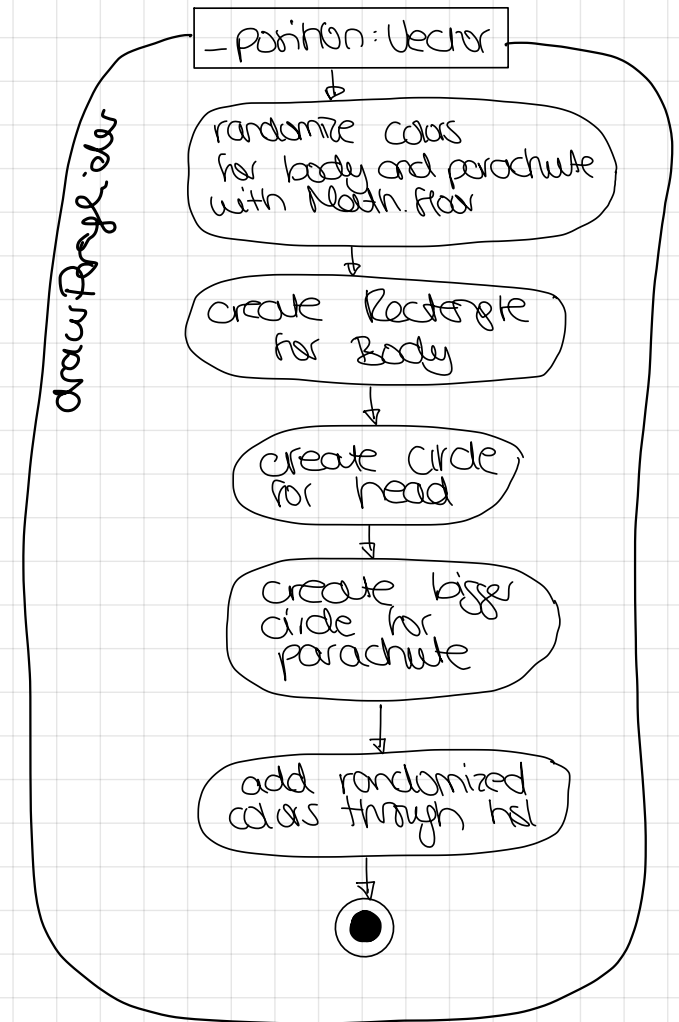 _position: Vector
drawParaglider
randomize colors
for body and parachute
with Math.floor
create Rectangle
for Body
create circle
for head
create bigger
circle for
parachute
add randomized
colors through hsl